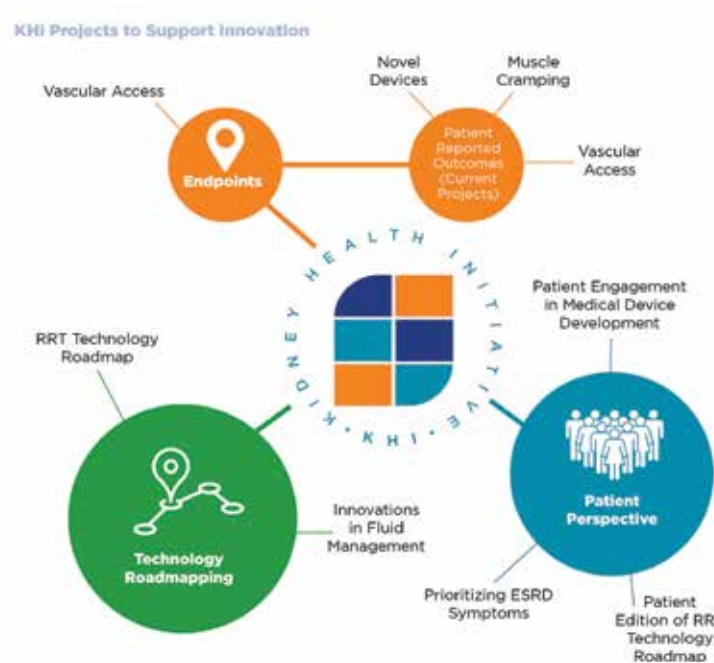 KHI Projects to Support Innovation
Vascular Access
Novel
Devices
Muscle
Cramping
Endpoints
Patient
Reported
Outcomes
(Current
Projects)
Vascular
Access
KIDNEY HEALTH INITIATIVE
• KHI •
Patient Engagement
in Medical Device
Development
RRT Technology
Roadmap
Technology
Roadmapping
Innovations
in Fluid
Management
Patient
Perspective
Prioritizing ESRD
Symptoms
Patient
Edition of RR
Technology
Roadmap